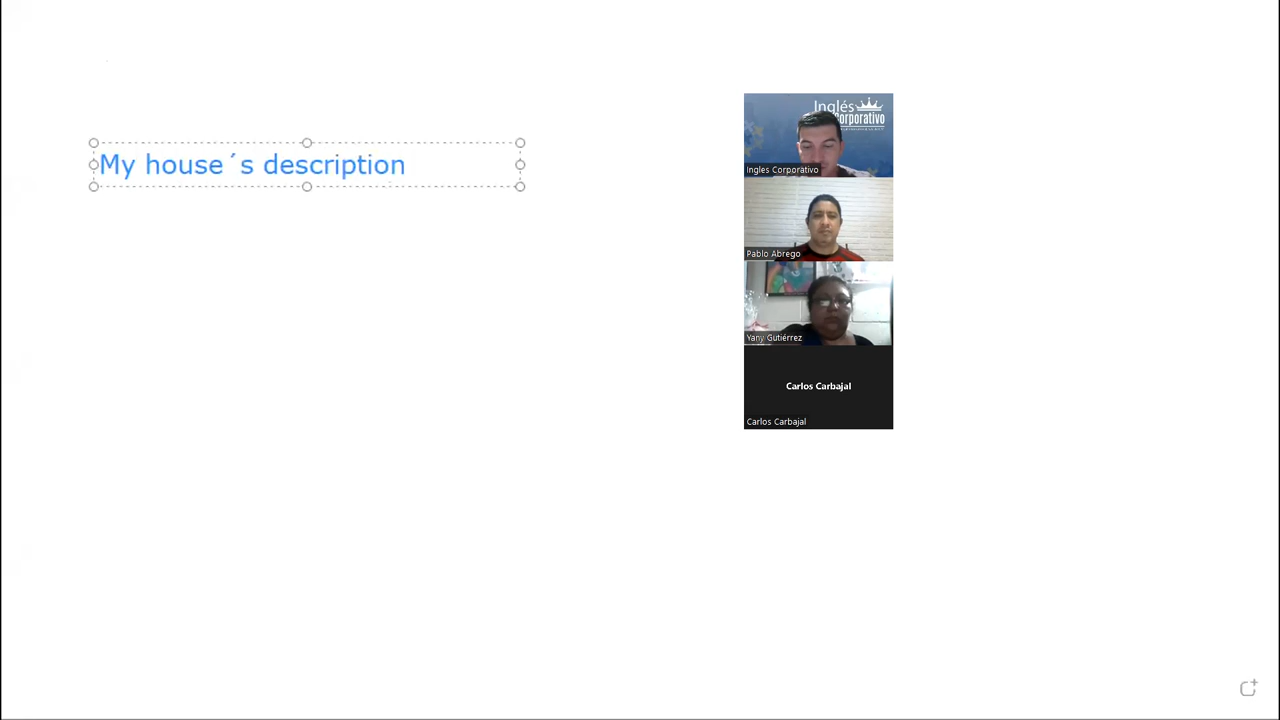 My house´s description
Inglés
Corporativo
Ingles Corporativo
Pablo Abrego
Yany Gutiérrez
Carlos Carbajal
Carlos Carbajal